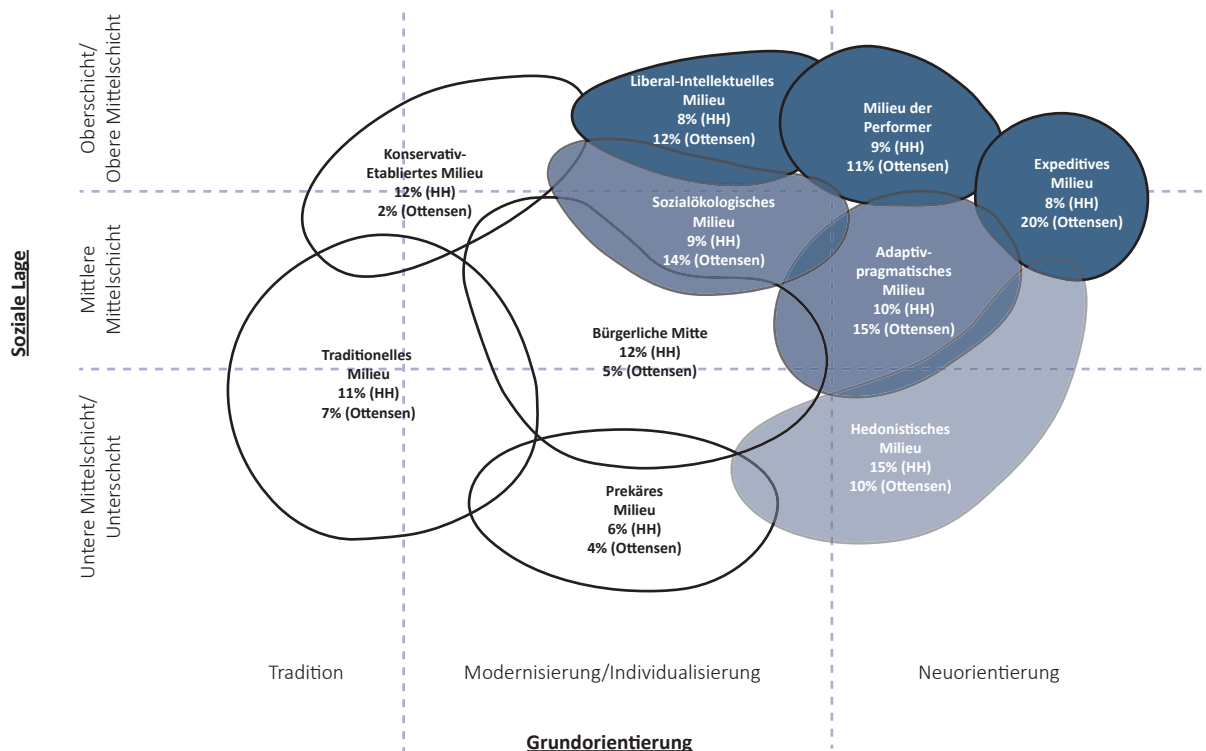 Soziale Lage
Oberschicht/
Obere Mittelschicht
Mittlere
Mittelschicht
Untere Mittelschicht/
Unterschcht
Konservativ-
Etabliertes Milieu
12% (HH)
2% (Ottensen)
Liberal-Intellektuelles
Milieu
8% (HH)
12% (Ottensen)
Milieu der
Performer
9% (HH)
11% (Ottensen)
Expeditives
Milieu
8% (HH)
20% (Ottensen)
Sozialökologisches
Milieu
9% (HH)
14% (Ottensen)
Adaptiv-
pragmatisches
Milieu
10% (HH)
15% (Ottensen)
Traditionelles
Milieu
11% (HH)
7% (Ottensen)
Bürgerliche Mitte
12% (HH)
5% (Ottensen)
Hedonistisches
Milieu
15% (HH)
10% (Ottensen)
Prekäres
Milieu
6% (HH)
4% (Ottensen)
Tradition
Modernisierung/Individualisierung
Neuorientierung
Grundorientierung